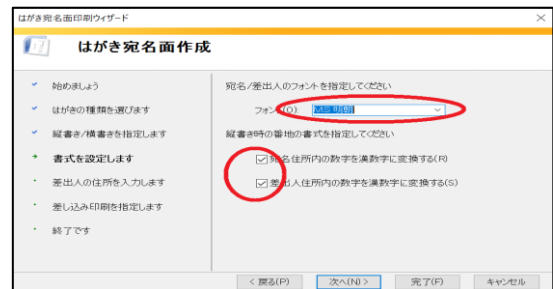 はがき宛名面印刷ウィザード
はがき宛名面作成
始めましょう
はがきの種類を選びます
縦書き/横書きを指定します
書式を設定します
差出人の住所を入力します
差し込み印刷を指定します
終了です
宛名/差出人のフォントを指定してください
フォント(O) MS 明朝
縦書き時の番地の書式を指定してください
宛名住所内の数字を漢数字に変換する(R)
差出人住所内の数字を漢数字に変換する(S)
< 戻る(P) 次へ(N) > 完了(F) キャンセル